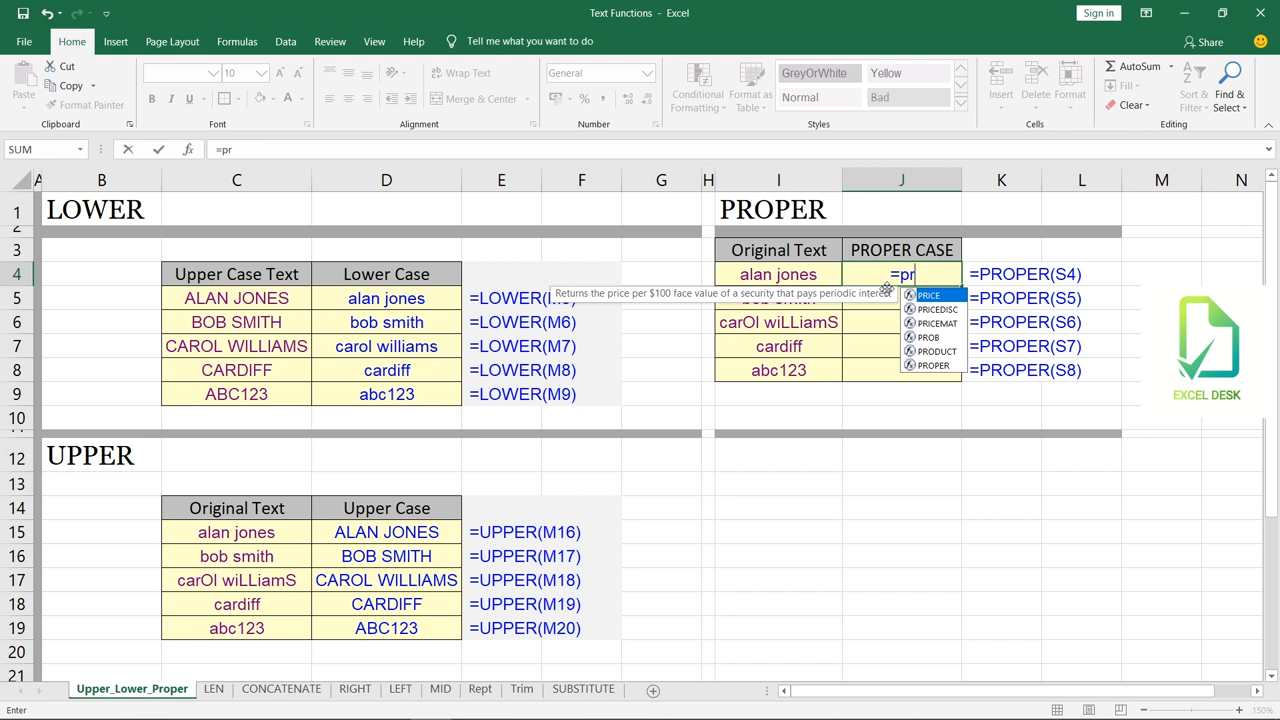 Text Functions - Excel
Sign in
File Home Insert Page Layout Formulas Data Review View Help Tell me what you want to do Share
Paste
Cut
Copy
Format Painter
Clipboard
10
B I U A
Font
Wrap Text
Merge & Center
Alignment
General
Number
Conditional Formatting
Format as Table
GreyOrWhite Yellow
Normal Bad
Styles
Insert Delete Format
Cells
AutoSum
Fill
Clear
Sort & Filter
Find & Select
Editing
SUM =pr
A B C D E F G H I J K L M N
1 LOWER PROPER
2
3 Original Text PROPER CASE
4 Upper Case Text Lower Case alan jones =pr =PROPER(S4)
Returns the price per $100 face value of a security that pays periodic interest
5 ALAN JONES alan jones =PROPER(S5)
6 BOB SMITH bob smith =LOWER(M6) carOl wiLLiamS =PROPER(S6)
7 CAROL WILLIAMS carol williams =LOWER(M7) cardiff =PROPER(S7)
8 CARDIFF cardiff =LOWER(M8) abc123 =PROPER(S8)
9 ABC123 abc123 =LOWER(M9)
PRICE
PRICEDISC
PRICEMAT
PROB
PRODUCT
PROPER
EXCEL DESK
10
12 UPPER
13
14 Original Text Upper Case
15 alan jones ALAN JONES =UPPER(M16)
16 bob smith BOB SMITH =UPPER(M17)
17 carOl wiLLiamS CAROL WILLIAMS =UPPER(M18)
18 cardiff CARDIFF =UPPER(M19)
19 abc123 ABC123 =UPPER(M20)
20
21
Upper_Lower_Proper LEN CONCATENATE RIGHT LEFT MID Rept Trim SUBSTITUTE
Enter
150%